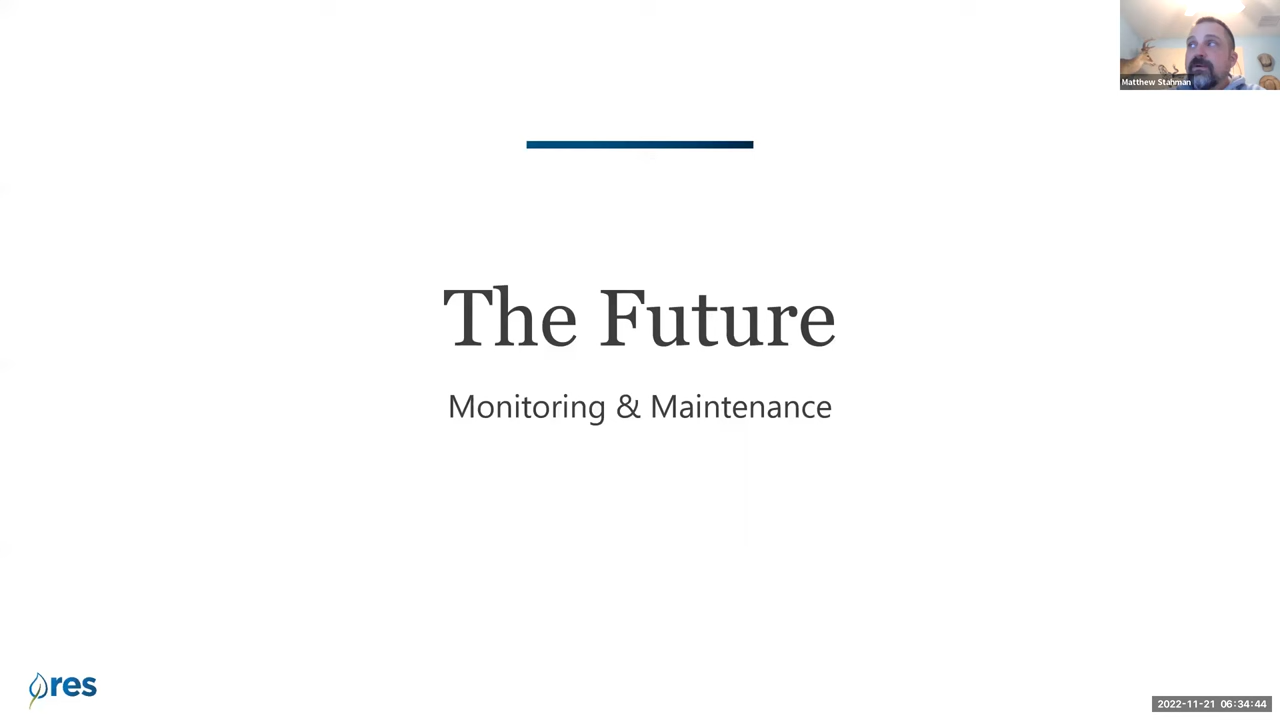 Matthew Stahman
The Future
Monitoring & Maintenance
res
2022-11-21 06:34:44